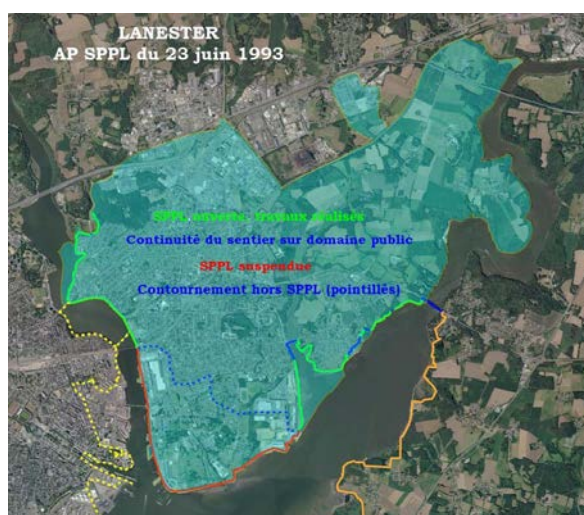 LANESTER
AP SPPL du 23 juin 1993
SPPL ouverte, travaux réalisés
Continuité du sentier sur domaine public
SPPL suspendue
Contournement hors SPPL (pointillés)